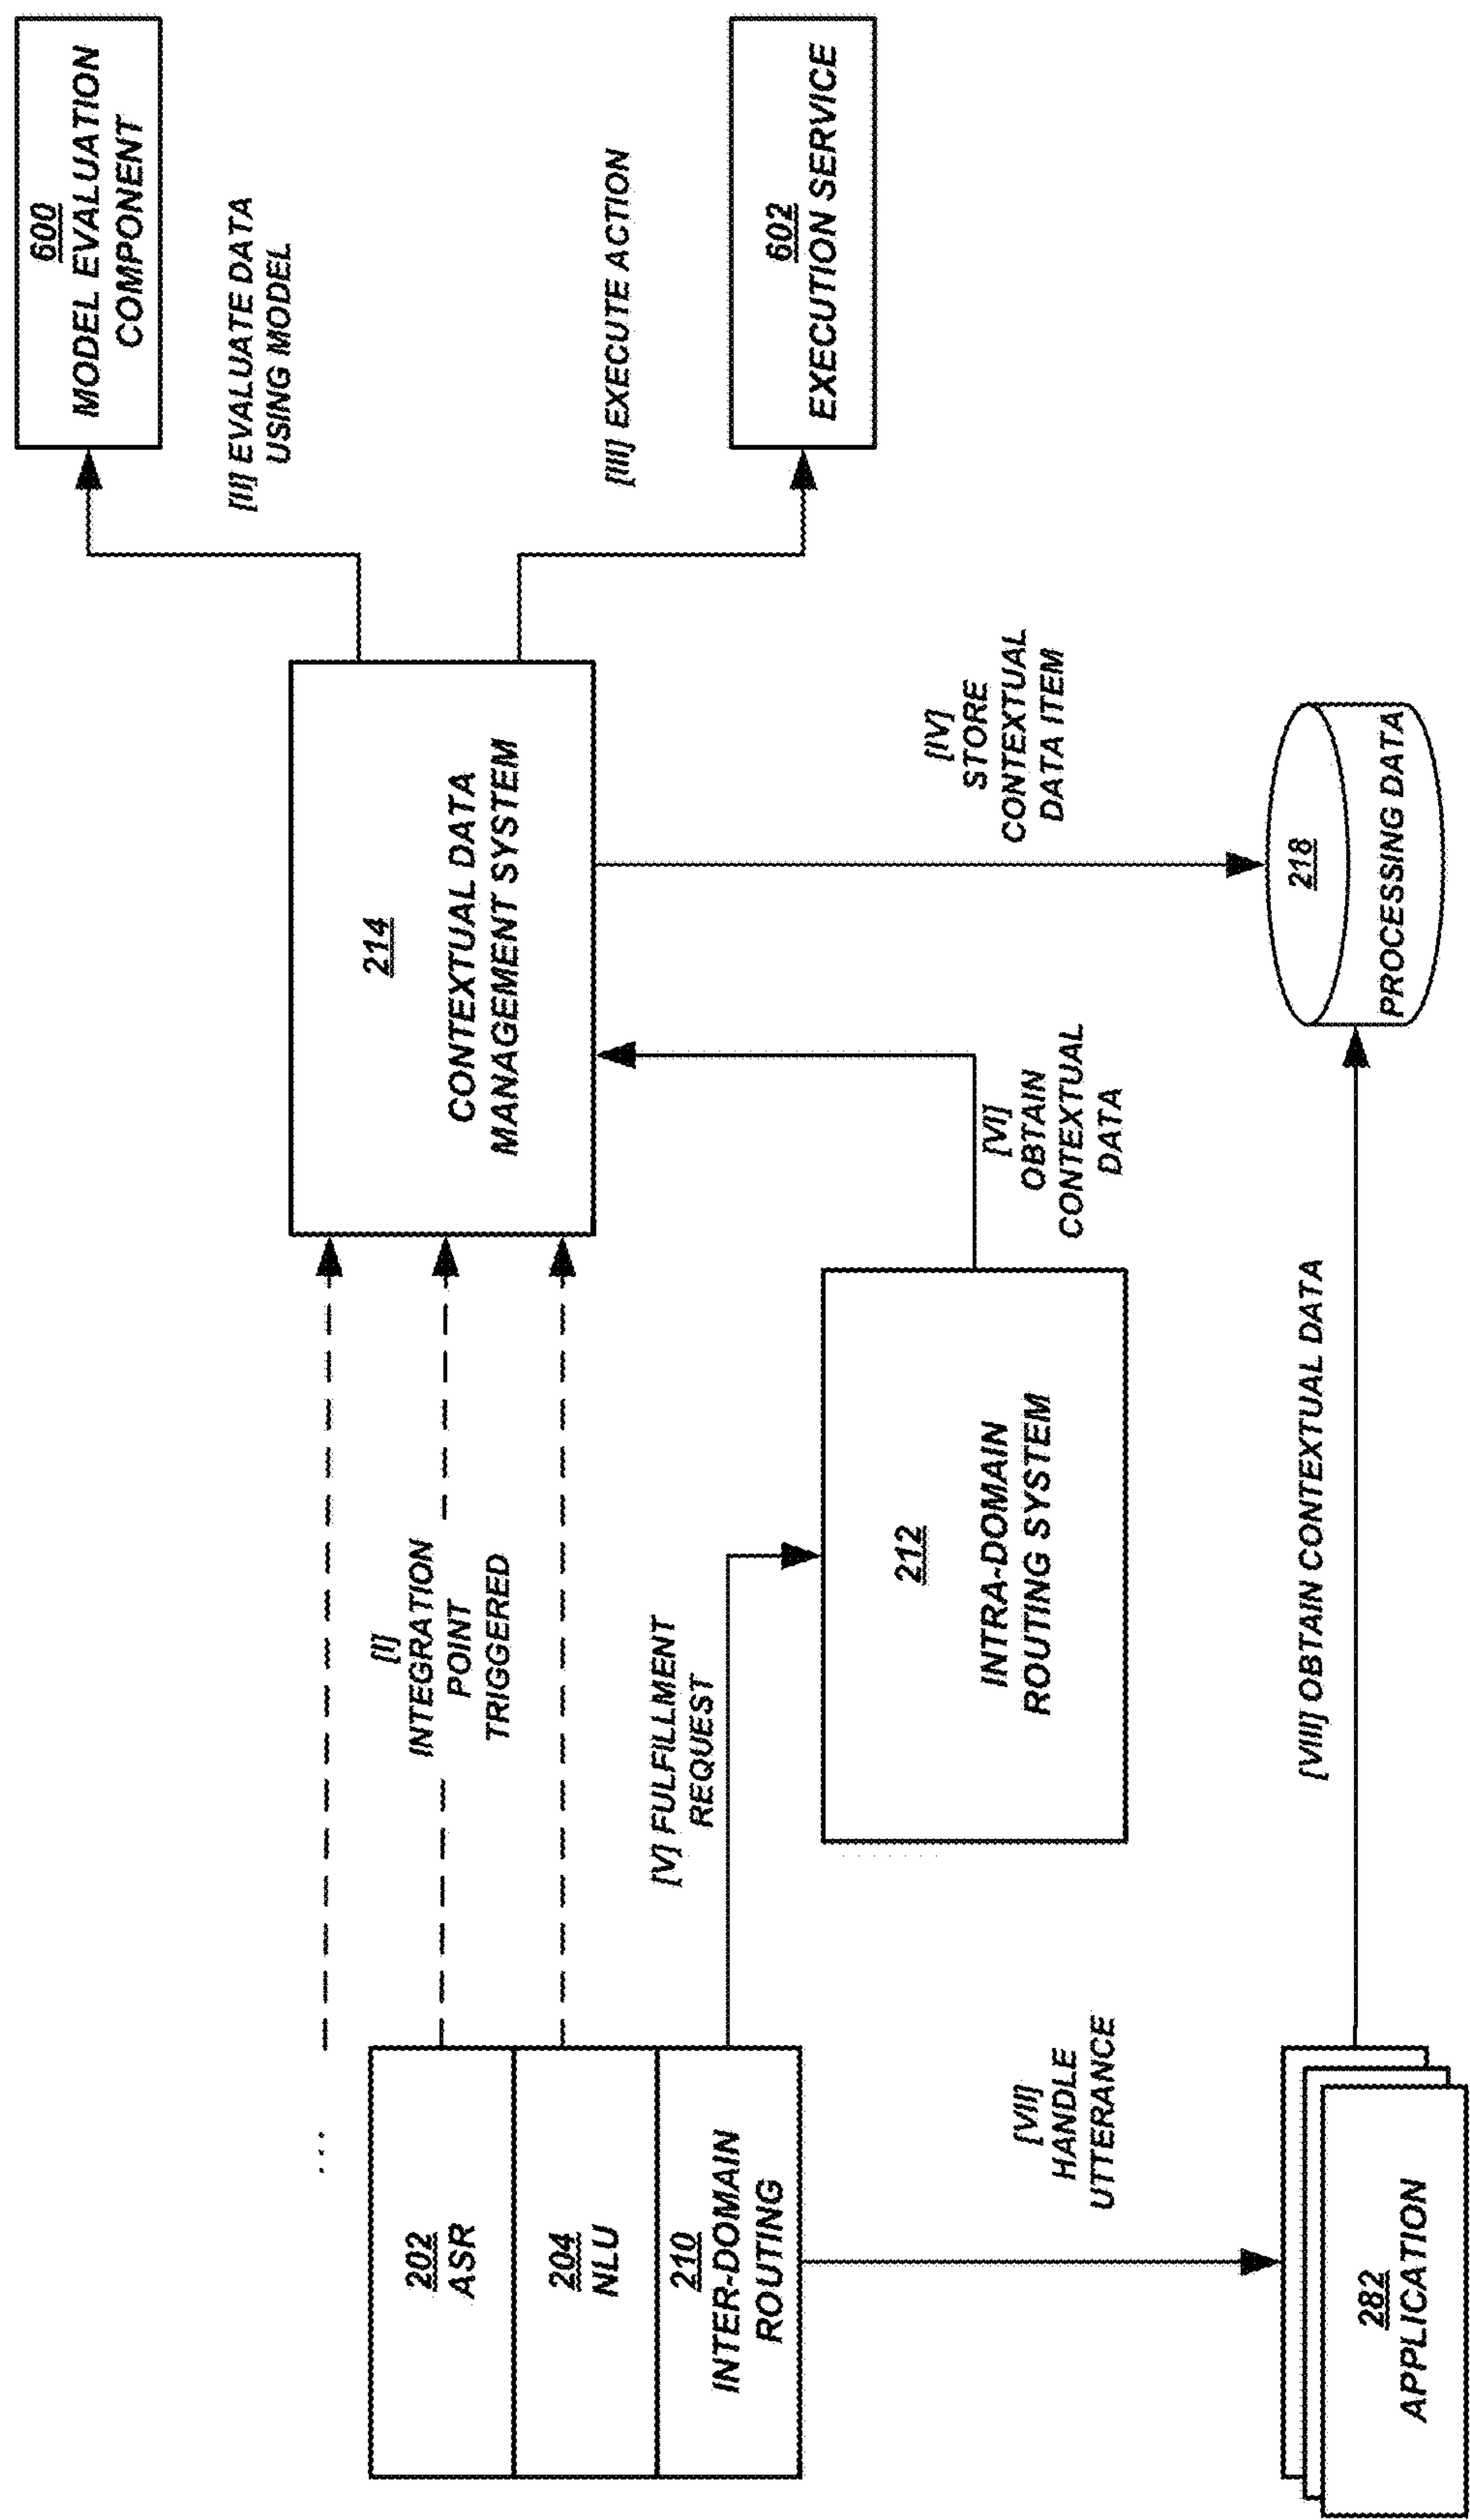 600
MODEL EVALUATION
COMPONENT
[II] EVALUATE DATA
USING MODEL
[III] EXECUTE ACTION
602
EXECUTION SERVICE
214
CONTEXTUAL DATA
MANAGEMENT SYSTEM
[I]
INTEGRATION
POINT
TRIGGERED
...
202
ASR
204
NLU
210
INTER-DOMAIN
ROUTING
[V] FULFILLMENT
REQUEST
212
INTRA-DOMAIN
ROUTING SYSTEM
[VI]
OBTAIN
CONTEXTUAL
DATA
[IV]
STORE
CONTEXTUAL
DATA ITEM
[VII]
HANDLE
UTTERANCE
282
APPLICATION
[VIII] OBTAIN CONTEXTUAL DATA
218
PROCESSING DATA